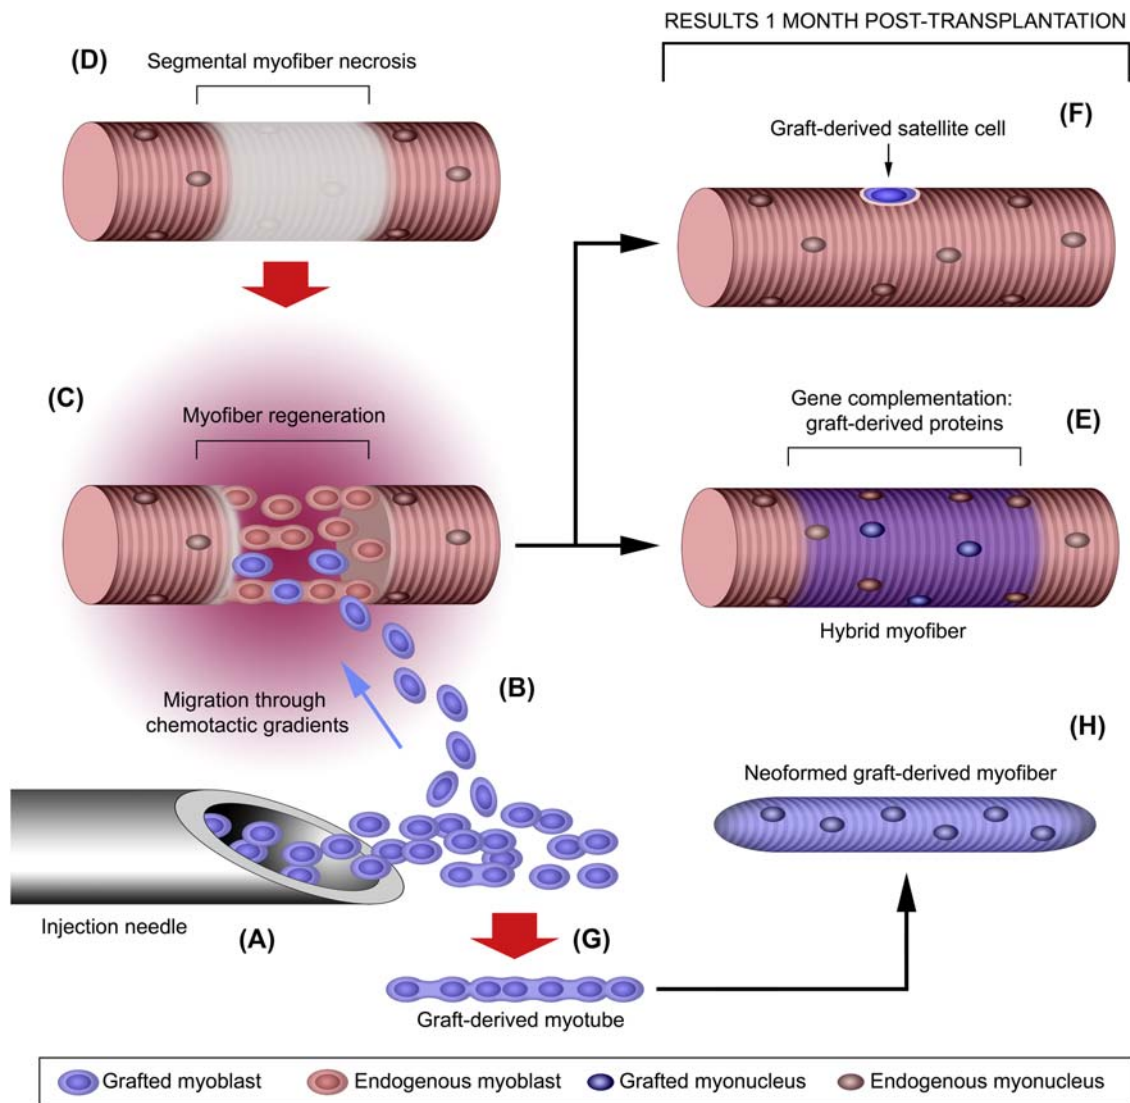 RESULTS 1 MONTH POST-TRANSPLANTATION
(D)
Segmental myofiber necrosis
(F)
Graft-derived satellite cell
(C)
Myofiber regeneration
Gene complementation:
graft-derived proteins
(E)
Hybrid myofiber
(B)
Migration through
chemotactic gradients
(H)
Neoformed graft-derived myofiber
Injection needle
(A)
(G)
Graft-derived myotube
Grafted myoblast
Endogenous myoblast
Grafted myonucleus
Endogenous myonucleus